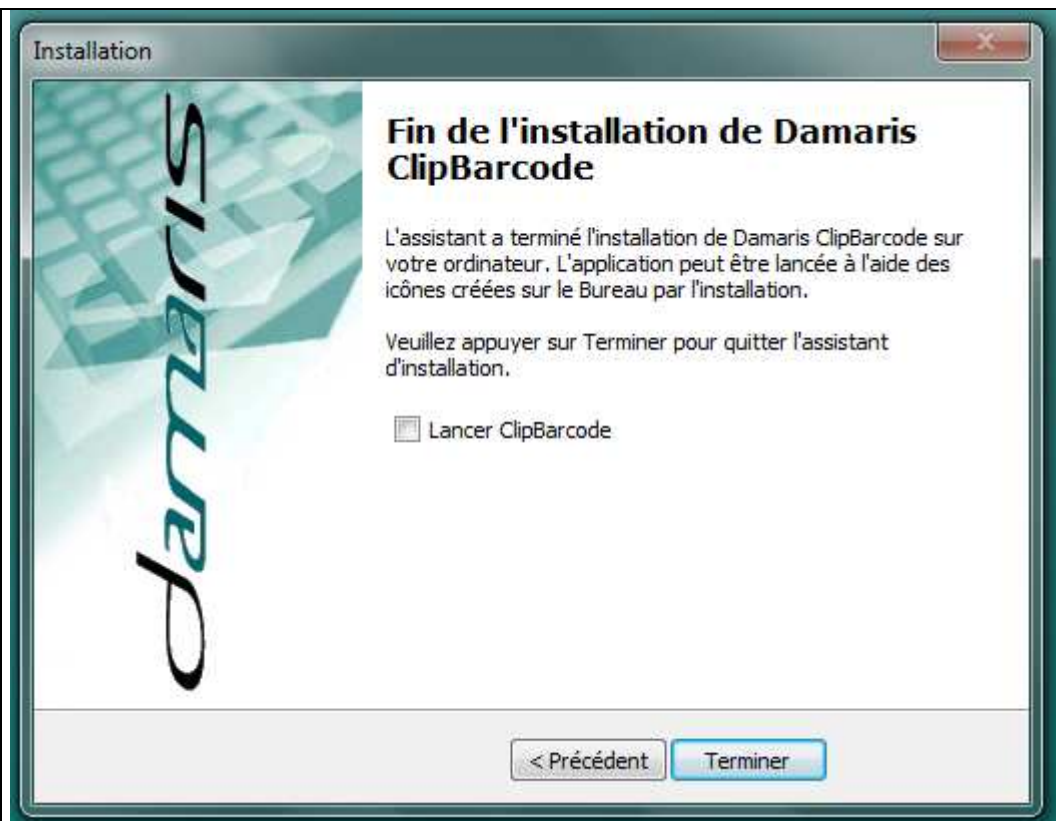 Installation
damaris
Fin de l'installation de Damaris
ClipBarcode
L'assistant a terminé l'installation de Damaris ClipBarcode sur
votre ordinateur. L'application peut être lancée à l'aide des
icônes créées sur le Bureau par l'installation.
Veuillez appuyer sur Terminer pour quitter l'assistant
d'installation.
Lancer ClipBarcode
< Précédent
Terminer